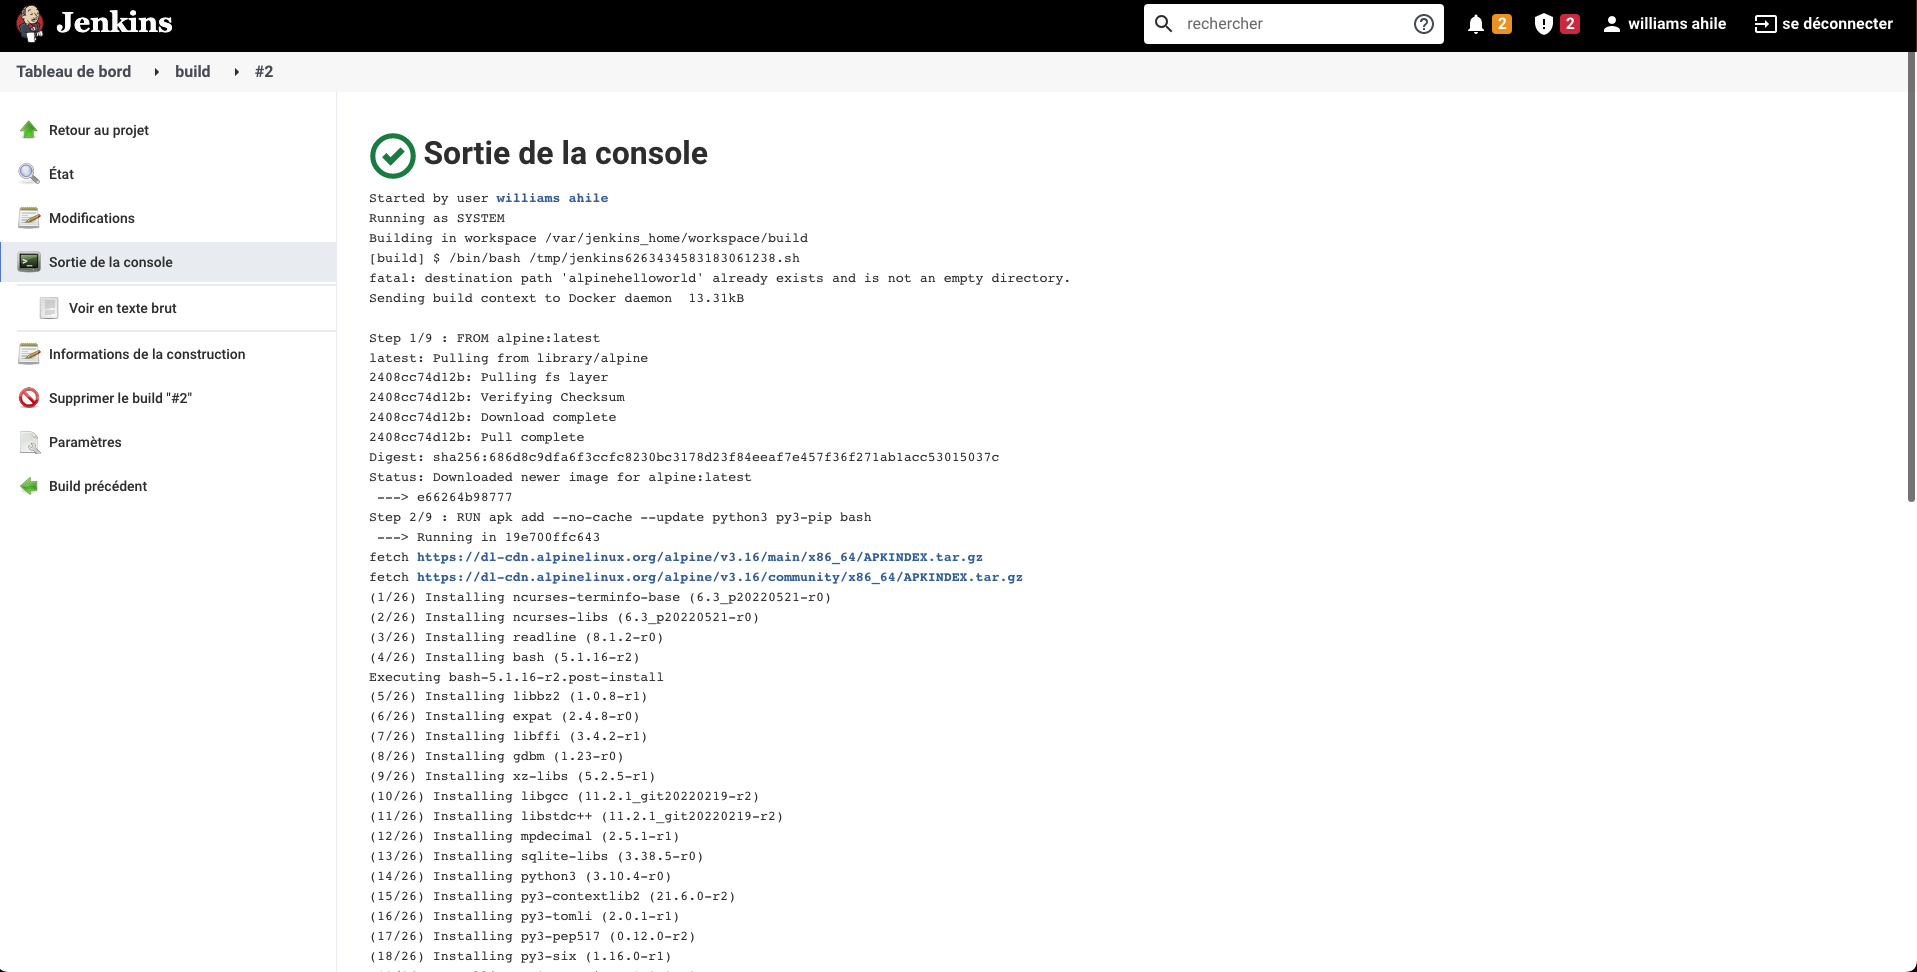 Jenkins
rechercher
2
2
williams ahile
se déconnecter
Tableau de bord
build
#2
Retour au projet
État
Modifications
Sortie de la console
Voir en texte brut
Informations de la construction
Supprimer le build "#2"
Paramètres
Build précédent
Sortie de la console
Started by user williams ahile
Running as SYSTEM
Building in workspace /var/jenkins_home/workspace/build
[build] $ /bin/bash /tmp/jenkins6263434583183061238.sh
fatal: destination path 'alpinehelloworld' already exists and is not an empty directory.
Sending build context to Docker daemon  13.31kB
Step 1/9 : FROM alpine:latest
latest: Pulling from library/alpine
2408cc74d12b: Pulling fs layer
2408cc74d12b: Verifying Checksum
2408cc74d12b: Download complete
2408cc74d12b: Pull complete
Digest: sha256:686d8c9dfa6f3ccfc8230bc3178d23f84eeaf7e457f36f271ab1acc53015037c
Status: Downloaded newer image for alpine:latest
---> e66264b98777
Step 2/9 : RUN apk add --no-cache --update python3 py3-pip bash
---> Running in 19e700ffc643
fetch https://dl-cdn.alpinelinux.org/alpine/v3.16/main/x86_64/APKINDEX.tar.gz
fetch https://dl-cdn.alpinelinux.org/alpine/v3.16/community/x86_64/APKINDEX.tar.gz
(1/26) Installing ncurses-terminfo-base (6.3_p20220521-r0)
(2/26) Installing ncurses-libs (6.3_p20220521-r0)
(3/26) Installing readline (8.1.2-r0)
(4/26) Installing bash (5.1.16-r2)
Executing bash-5.1.16-r2.post-install
(5/26) Installing libbz2 (1.0.8-r1)
(6/26) Installing expat (2.4.8-r0)
(7/26) Installing libffi (3.4.2-r1)
(8/26) Installing gdbm (1.23-r0)
(9/26) Installing xz-libs (5.2.5-r1)
(10/26) Installing libgcc (11.2.1_git20220219-r2)
(11/26) Installing libstdc++ (11.2.1_git20220219-r2)
(12/26) Installing mpdecimal (2.5.1-r1)
(13/26) Installing sqlite-libs (3.38.5-r0)
(14/26) Installing python3 (3.10.4-r0)
(15/26) Installing py3-contextlib2 (21.6.0-r2)
(16/26) Installing py3-tomli (2.0.1-r1)
(17/26) Installing py3-pep517 (0.12.0-r2)
(18/26) Installing py3-six (1.16.0-r1)